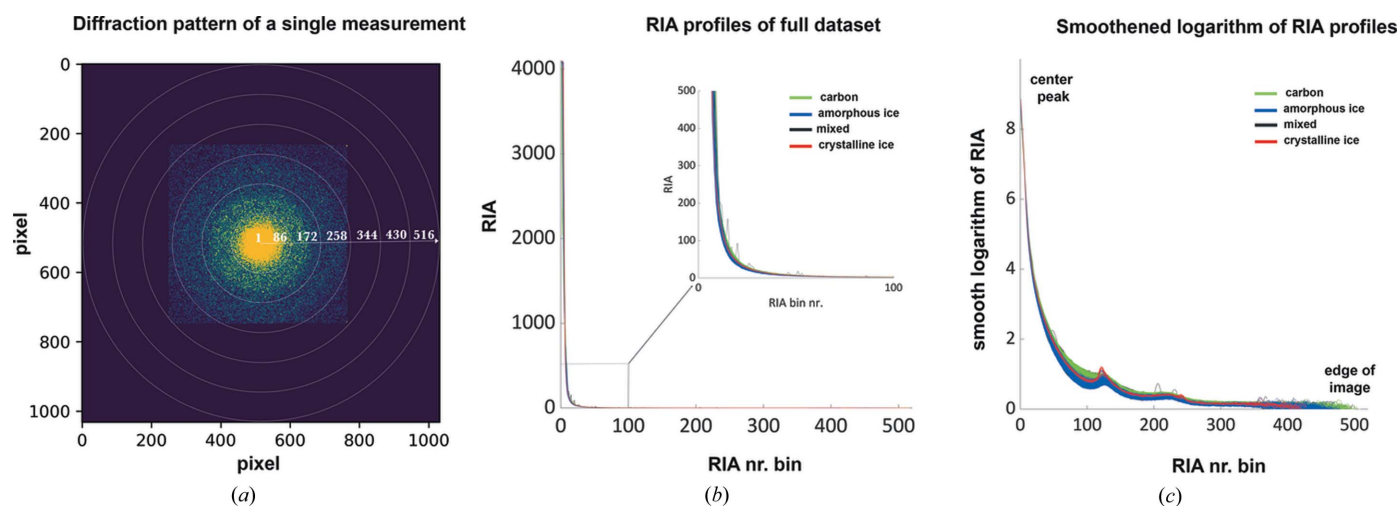 Diffraction pattern of a single measurement
0
200
400
600
800
1000
pixel
1 86 172 258 344 430 516
0 200 400 600 800 1000
pixel
(a)
RIA profiles of full dataset
4000
3000
2000
1000
0
RIA
500
400
300
200
100
0
RIA
0 100
RIA bin nr.
carbon
amorphous ice
mixed
crystalline ice
0 100 200 300 400 500
RIA nr. bin
(b)
Smoothened logarithm of RIA profiles
8
6
4
2
0
smooth logarithm of RIA
center
peak
carbon
amorphous ice
mixed
crystalline ice
edge of
image
0 100 200 300 400 500
RIA nr. bin
(c)